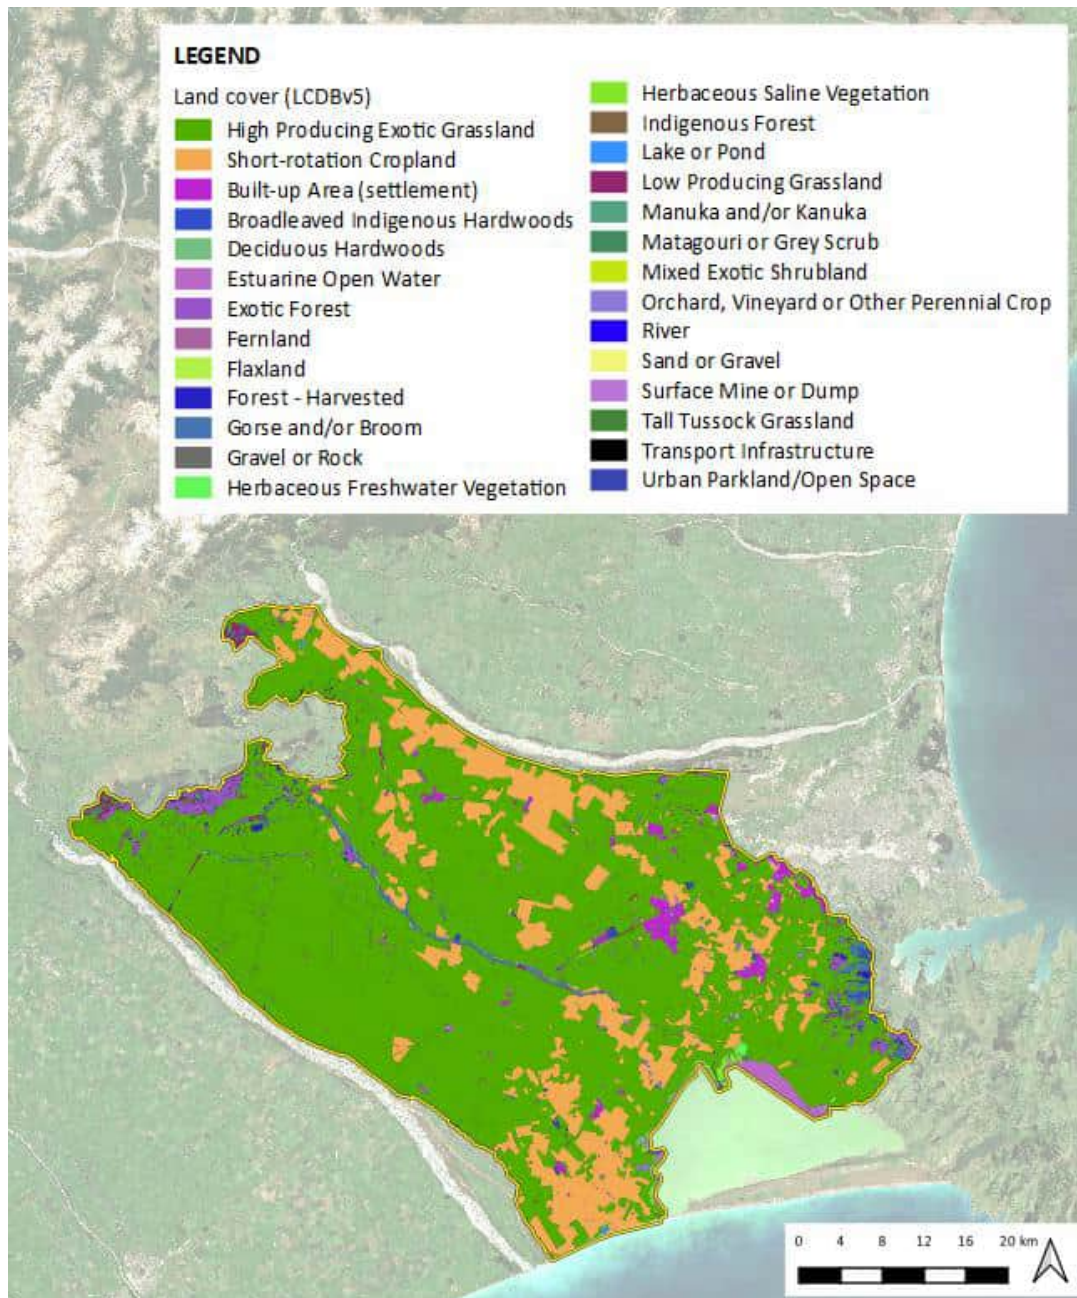 LEGEND
Land cover (LCDBv5)
High Producing Exotic Grassland
Short-rotation Cropland
Built-up Area (settlement)
Broadleaved Indigenous Hardwoods
Deciduous Hardwoods
Estuarine Open Water
Exotic Forest
Fernland
Flaxland
Forest - Harvested
Gorse and/or Broom
Gravel or Rock
Herbaceous Freshwater Vegetation
Herbaceous Saline Vegetation
Indigenous Forest
Lake or Pond
Low Producing Grassland
Manuka and/or Kanuka
Matagouri or Grey Scrub
Mixed Exotic Shrubland
Orchard, Vineyard or Other Perennial Crop
River
Sand or Gravel
Surface Mine or Dump
Tall Tussock Grassland
Transport Infrastructure
Urban Parkland/Open Space
0 4 8 12 16 20 km